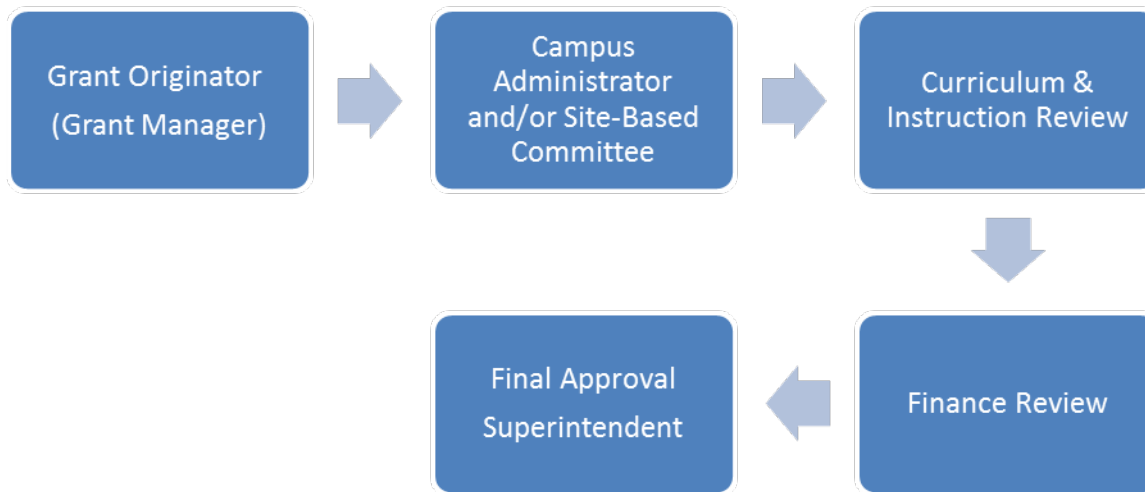 Grant Originator
(Grant Manager)
Campus
Administrator
and/or Site-Based
Committee
Curriculum &
Instruction Review
Finance Review
Final Approval
Superintendent